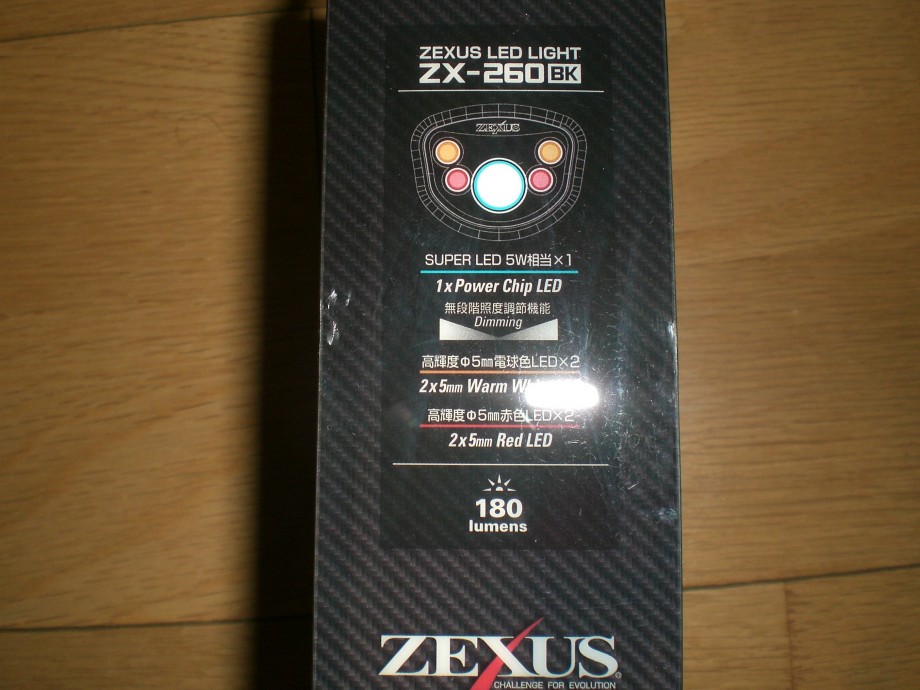 ZEXUS LED LIGHT
ZX-260 BK
ZEXUS
SUPER LED 5W相当×1
1xPower Chip LED
無段階照度調節機能
Dimming
高輝度Φ5mm電球色LED×2
2x5mm Warm
高輝度Φ5mm赤色LED×2
2x5mm Red LED
180
lumens
ZEXUS
CHALLENGE FOR EVOLUTION